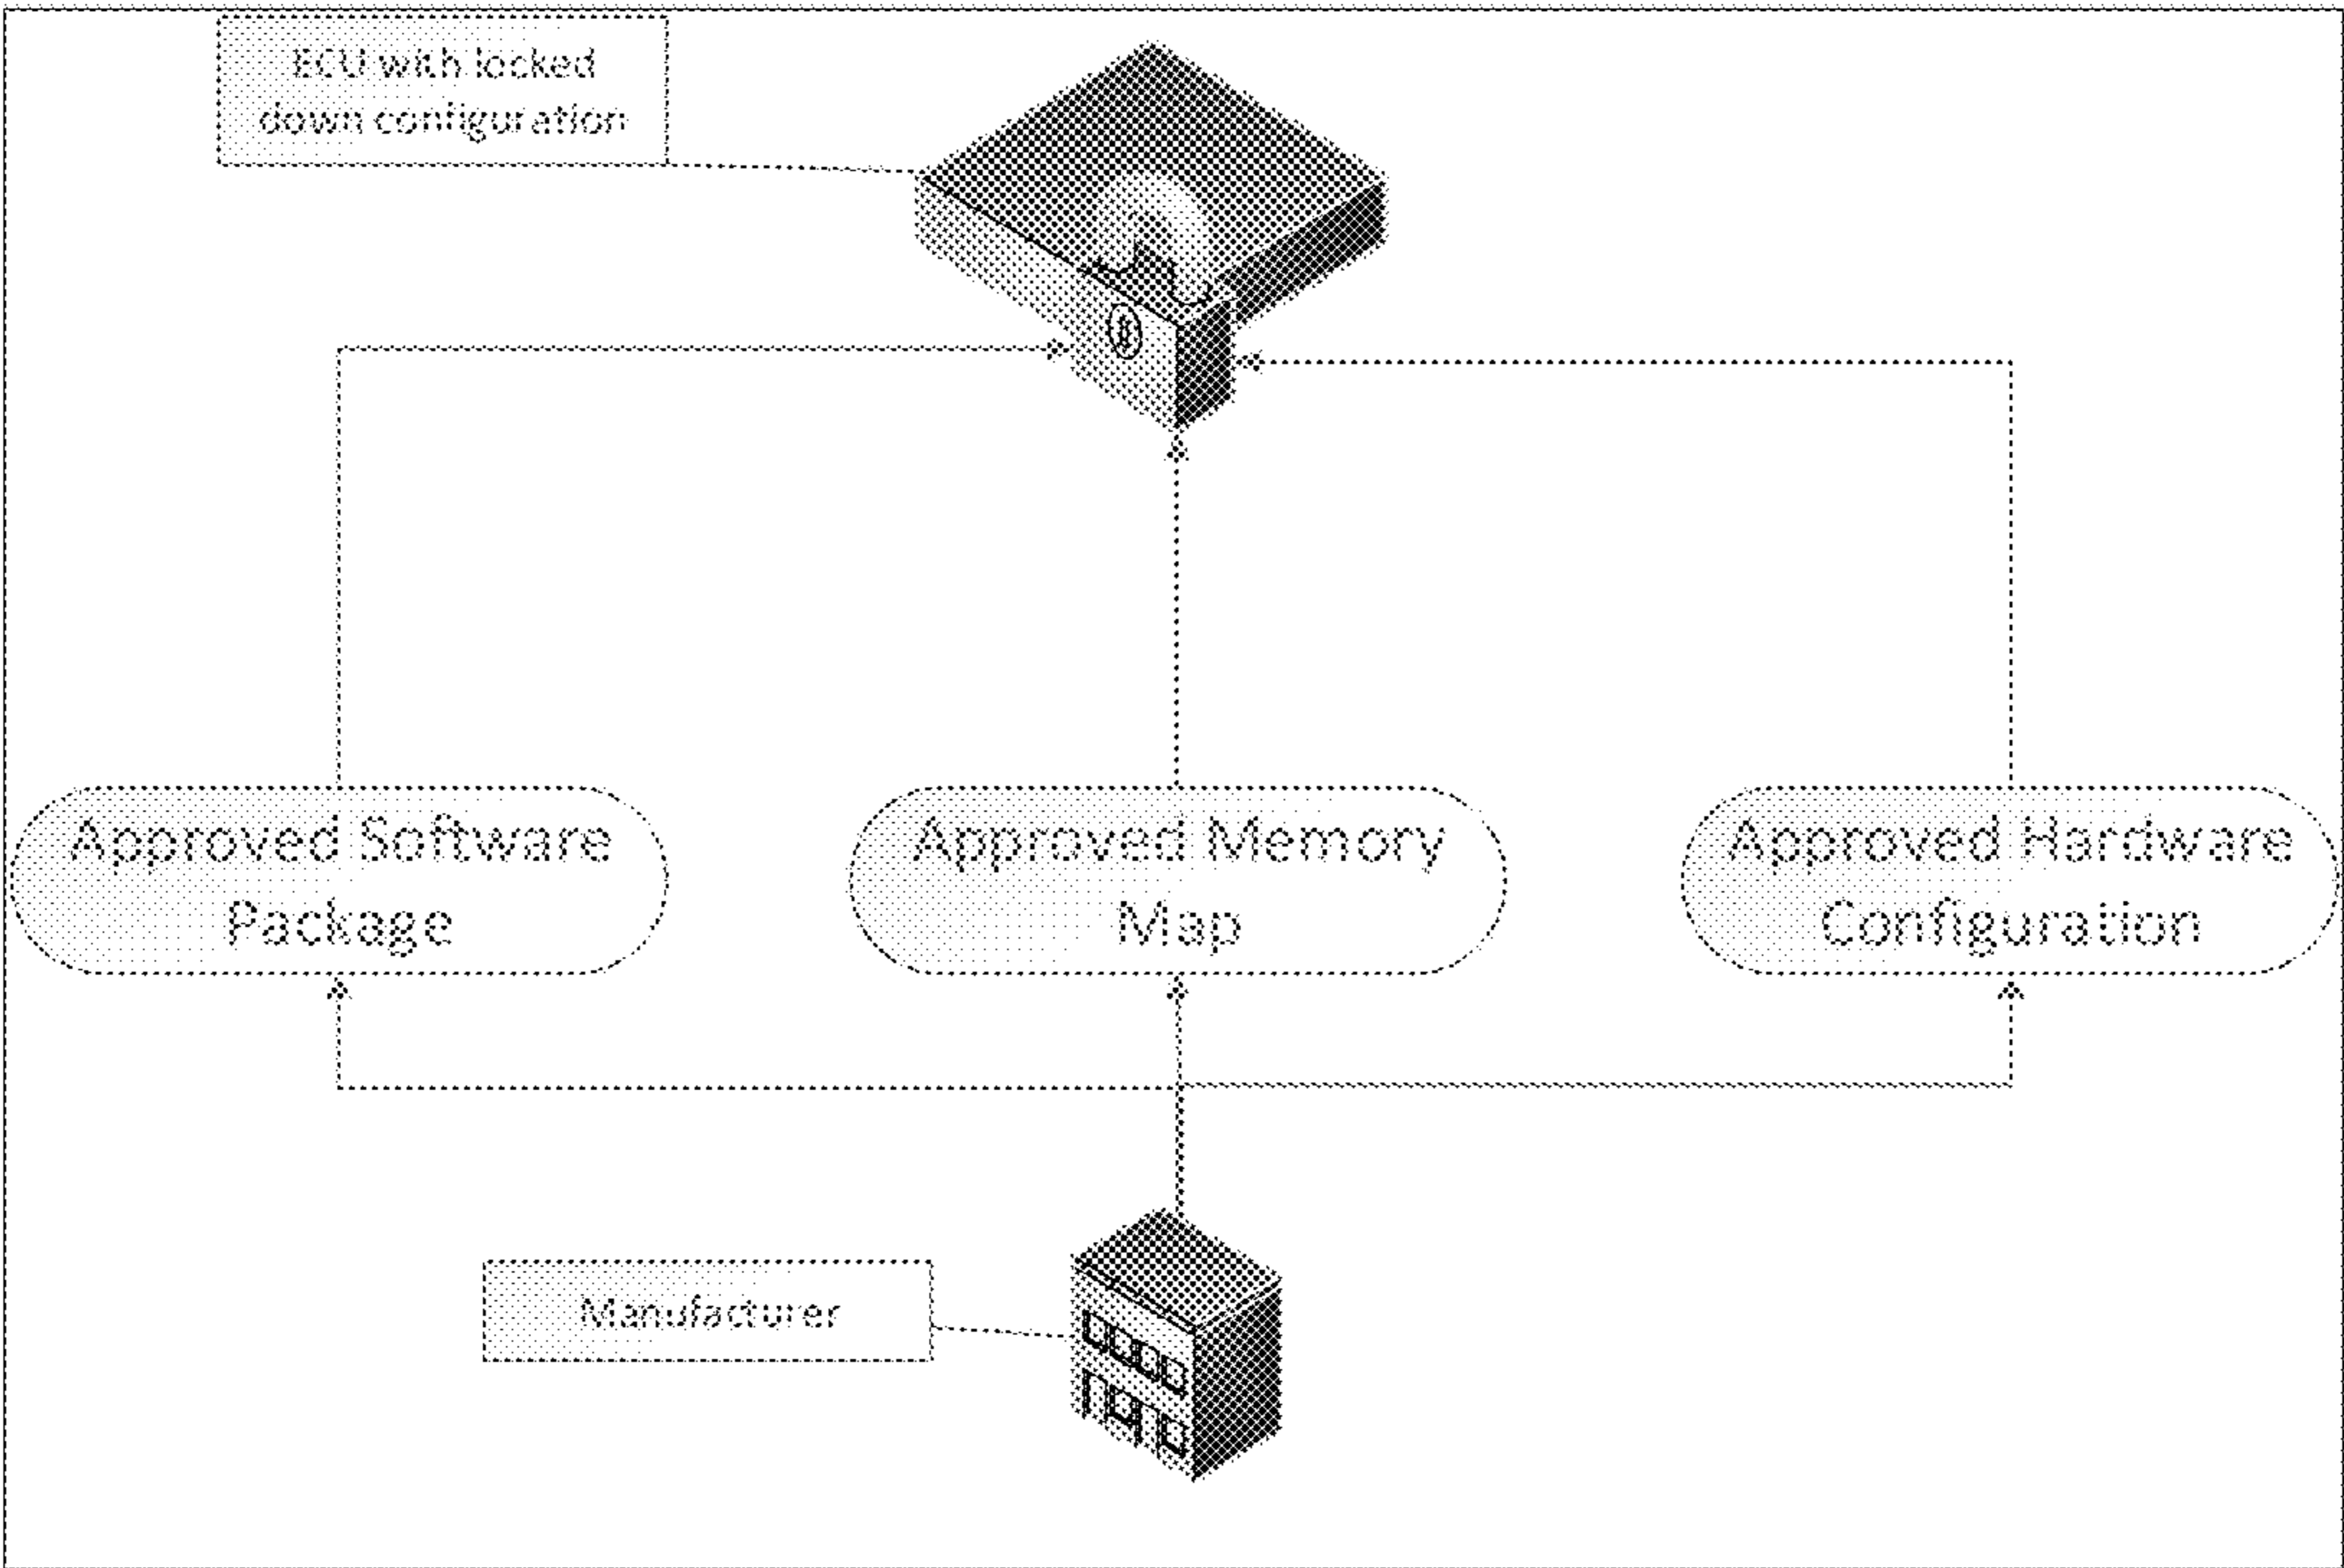 ECU with locked
down configuration
Approved Software
Package
Approved Memory
Map
Approved Hardware
Configuration
Manufacturer